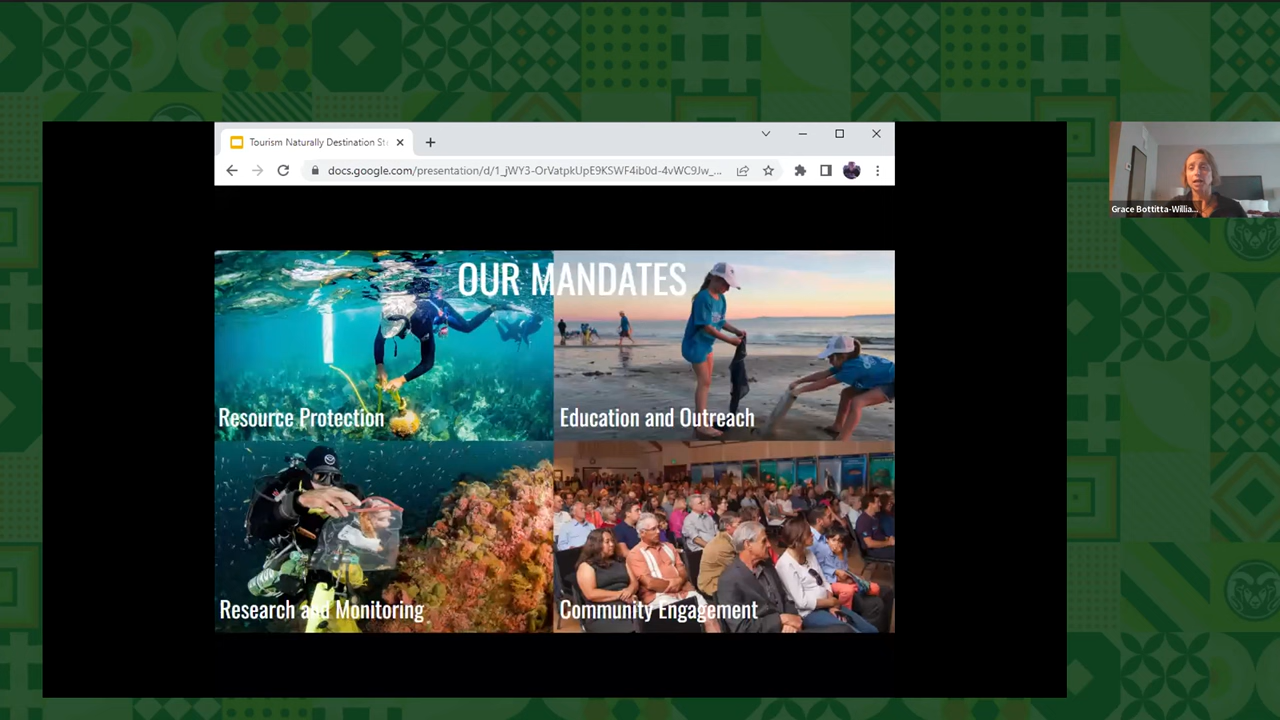 Tourism Naturally Destination St
docs.google.com/presentation/d/1_jWY3-OrVatpkUpE9KSWF4ib0d-4vWC9Jw_...
Grace Bottitta-Willia...
OUR MANDATES
Resource Protection
Education and Outreach
Research and Monitoring
Community Engagement